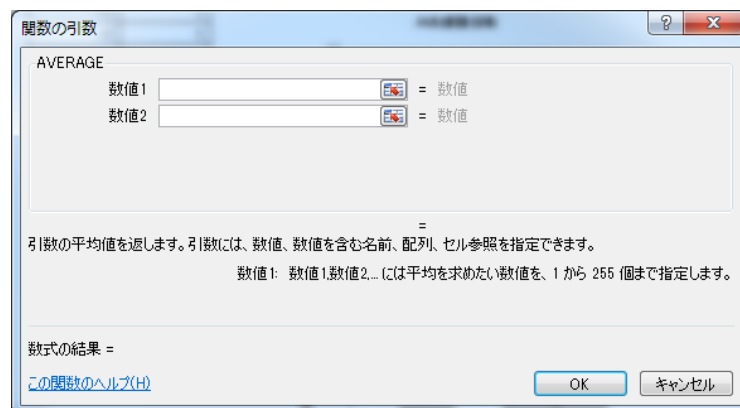 関数の引数
AVERAGE
数値1 = 数値
数値2 = 数値
=
引数の平均値を返します。引数には、数値、数値を含む名前、配列、セル参照を指定できます。
数値1: 数値1,数値2,... には平均を求めたい数値を、1 から 255 個まで指定します。
数式の結果 =
この関数のヘルプ(H)
OK キャンセル